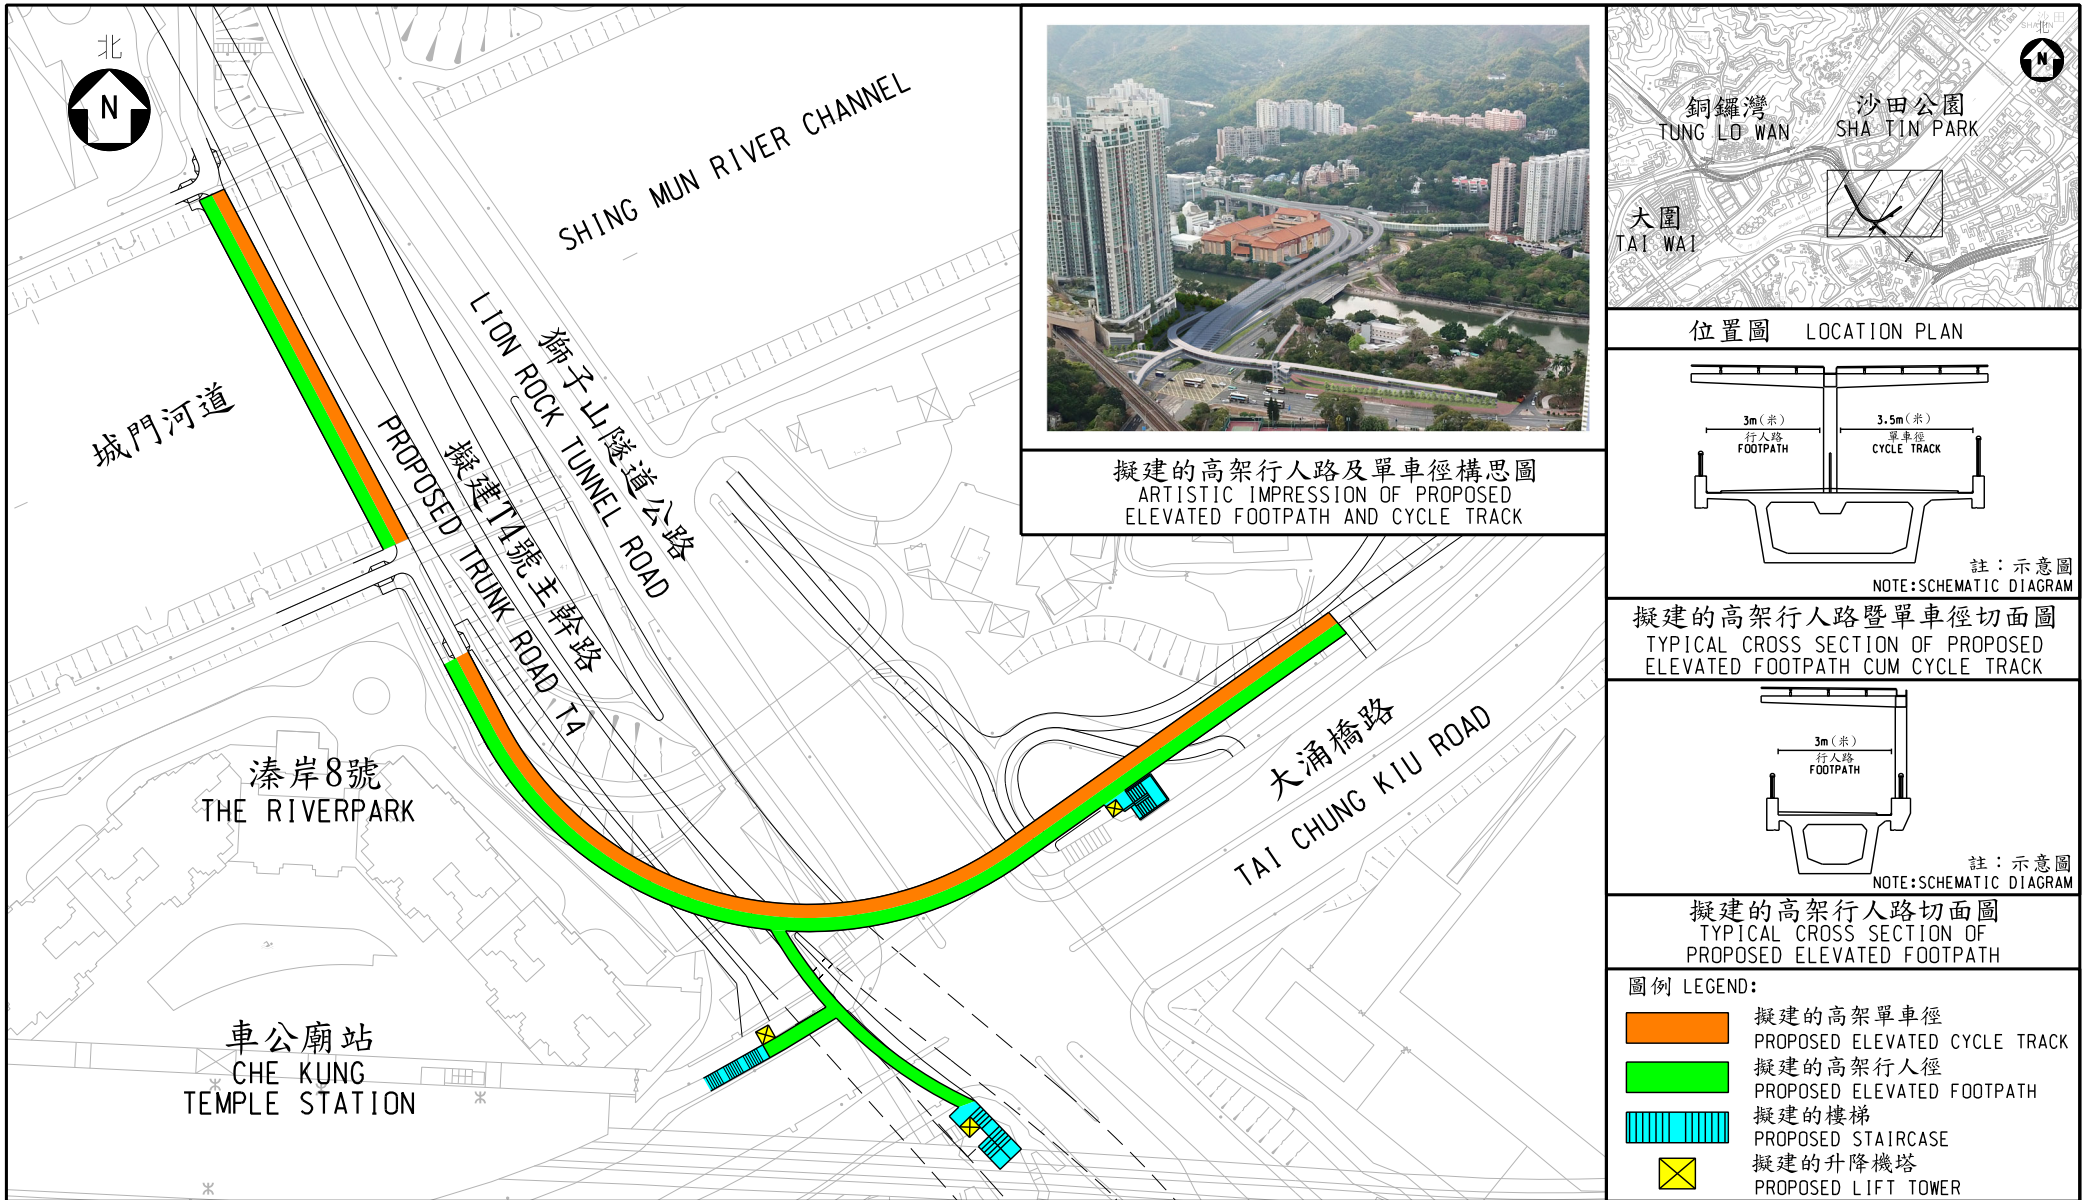 北
N
SHING MUN RIVER CHANNEL
獅子山隧道公路
LION ROCK TUNNEL ROAD
擬建T4號主幹路
PROPOSED TRUNK ROAD T4
城門河道
溱岸8號
THE RIVERPARK
大涌橋路
TAI CHUNG KIU ROAD
車公廟站
CHE KUNG
TEMPLE STATION
擬建的高架行人路及單車徑構思圖
ARTISTIC IMPRESSION OF PROPOSED
ELEVATED FOOTPATH AND CYCLE TRACK
沙田
SHA TIN
北
N
銅鑼灣
TUNG LO WAN
沙田公園
SHA TIN PARK
大圍
TAI WAI
位置圖 LOCATION PLAN
3m(米)
行人路
FOOTPATH
3.5m(米)
單車徑
CYCLE TRACK
註：示意圖
NOTE:SCHEMATIC DIAGRAM
擬建的高架行人路暨單車徑切面圖
TYPICAL CROSS SECTION OF PROPOSED
ELEVATED FOOTPATH CUM CYCLE TRACK
3m(米)
行人路
FOOTPATH
註：示意圖
NOTE:SCHEMATIC DIAGRAM
擬建的高架行人路切面圖
TYPICAL CROSS SECTION OF
PROPOSED ELEVATED FOOTPATH
圖例 LEGEND:
擬建的高架單車徑
PROPOSED ELEVATED CYCLE TRACK
擬建的高架行人徑
PROPOSED ELEVATED FOOTPATH
擬建的樓梯
PROPOSED STAIRCASE
擬建的升降機塔
PROPOSED LIFT TOWER